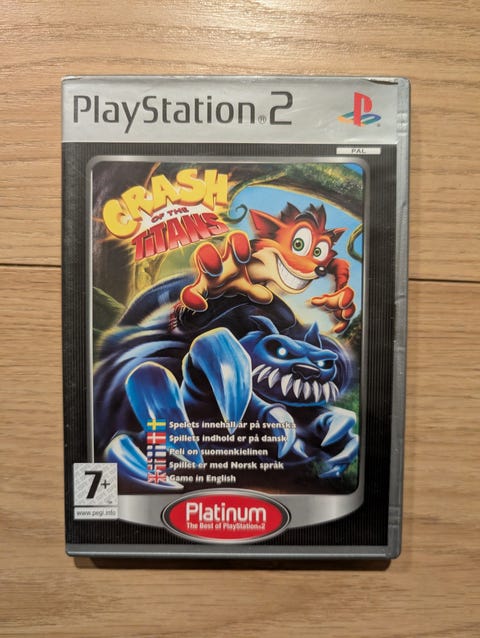 PlayStation®2
PAL
CRASH
OF THE
TITANS
Spelets innehåll är på svenska
Spillets indhold er på dansk
Peli on suomenkielinen
Spillet er med Norsk språk
Game in English
7+
www.pegi.info
Platinum
The Best of PlayStation®2